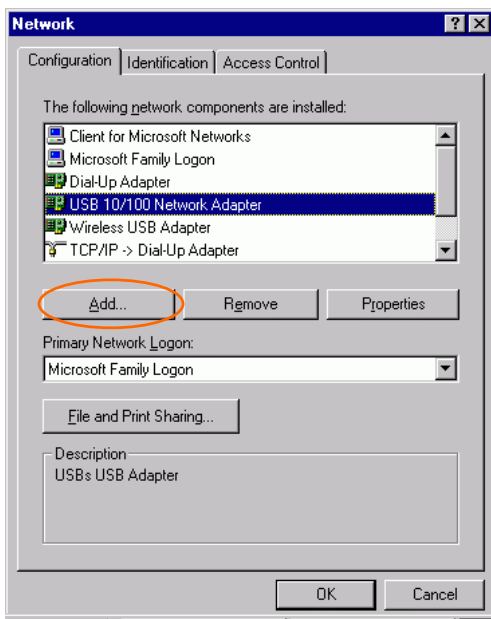 Network
Configuration Identification Access Control
The following network components are installed:
Client for Microsoft Networks
Microsoft Family Logon
Dial-Up Adapter
USB 10/100 Network Adapter
Wireless USB Adapter
TCP/IP -> Dial-Up Adapter
Add... Remove Properties
Primary Network Logon:
Microsoft Family Logon
File and Print Sharing...
Description
USBs USB Adapter
OK Cancel